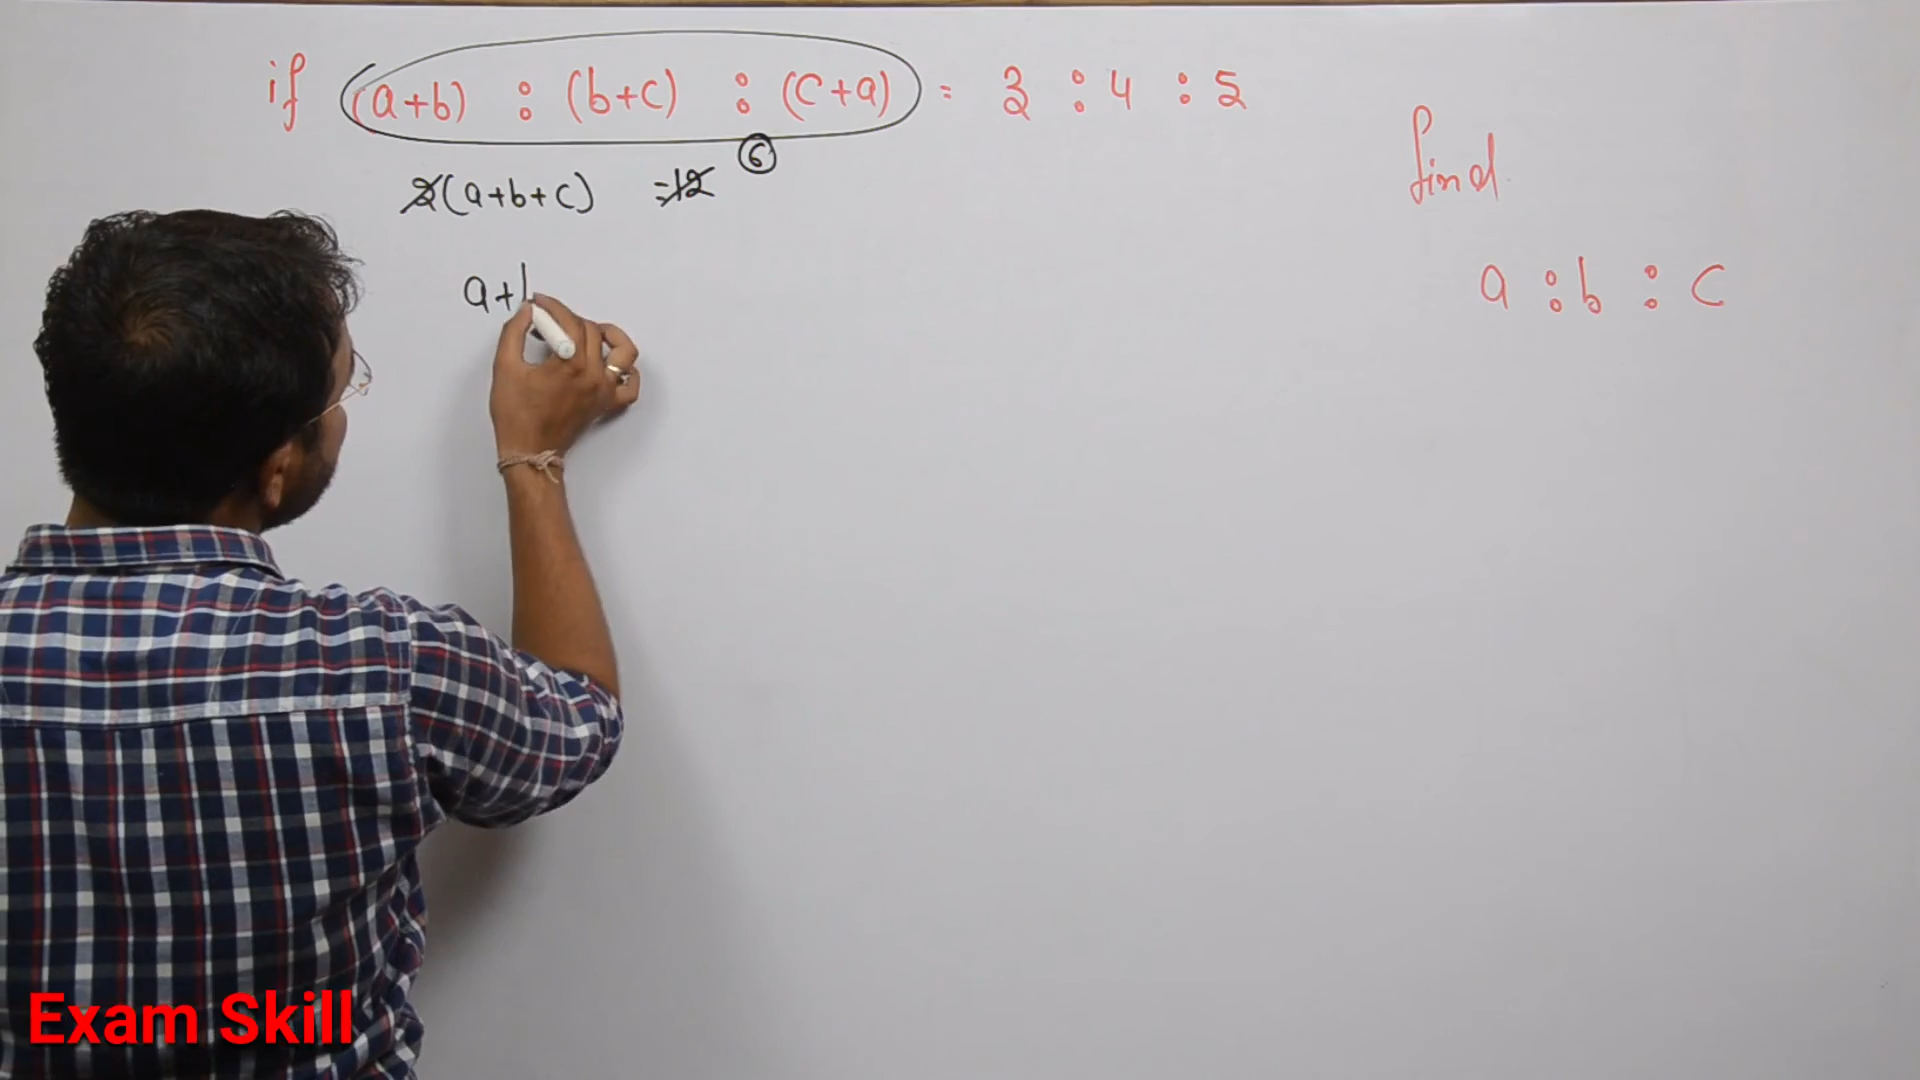 if (a+b) : (b+c) : (c+a) = 3 : 4 : 5
6
2(a+b+c) = 12
find
a : b : c
a+b
Exam Skill